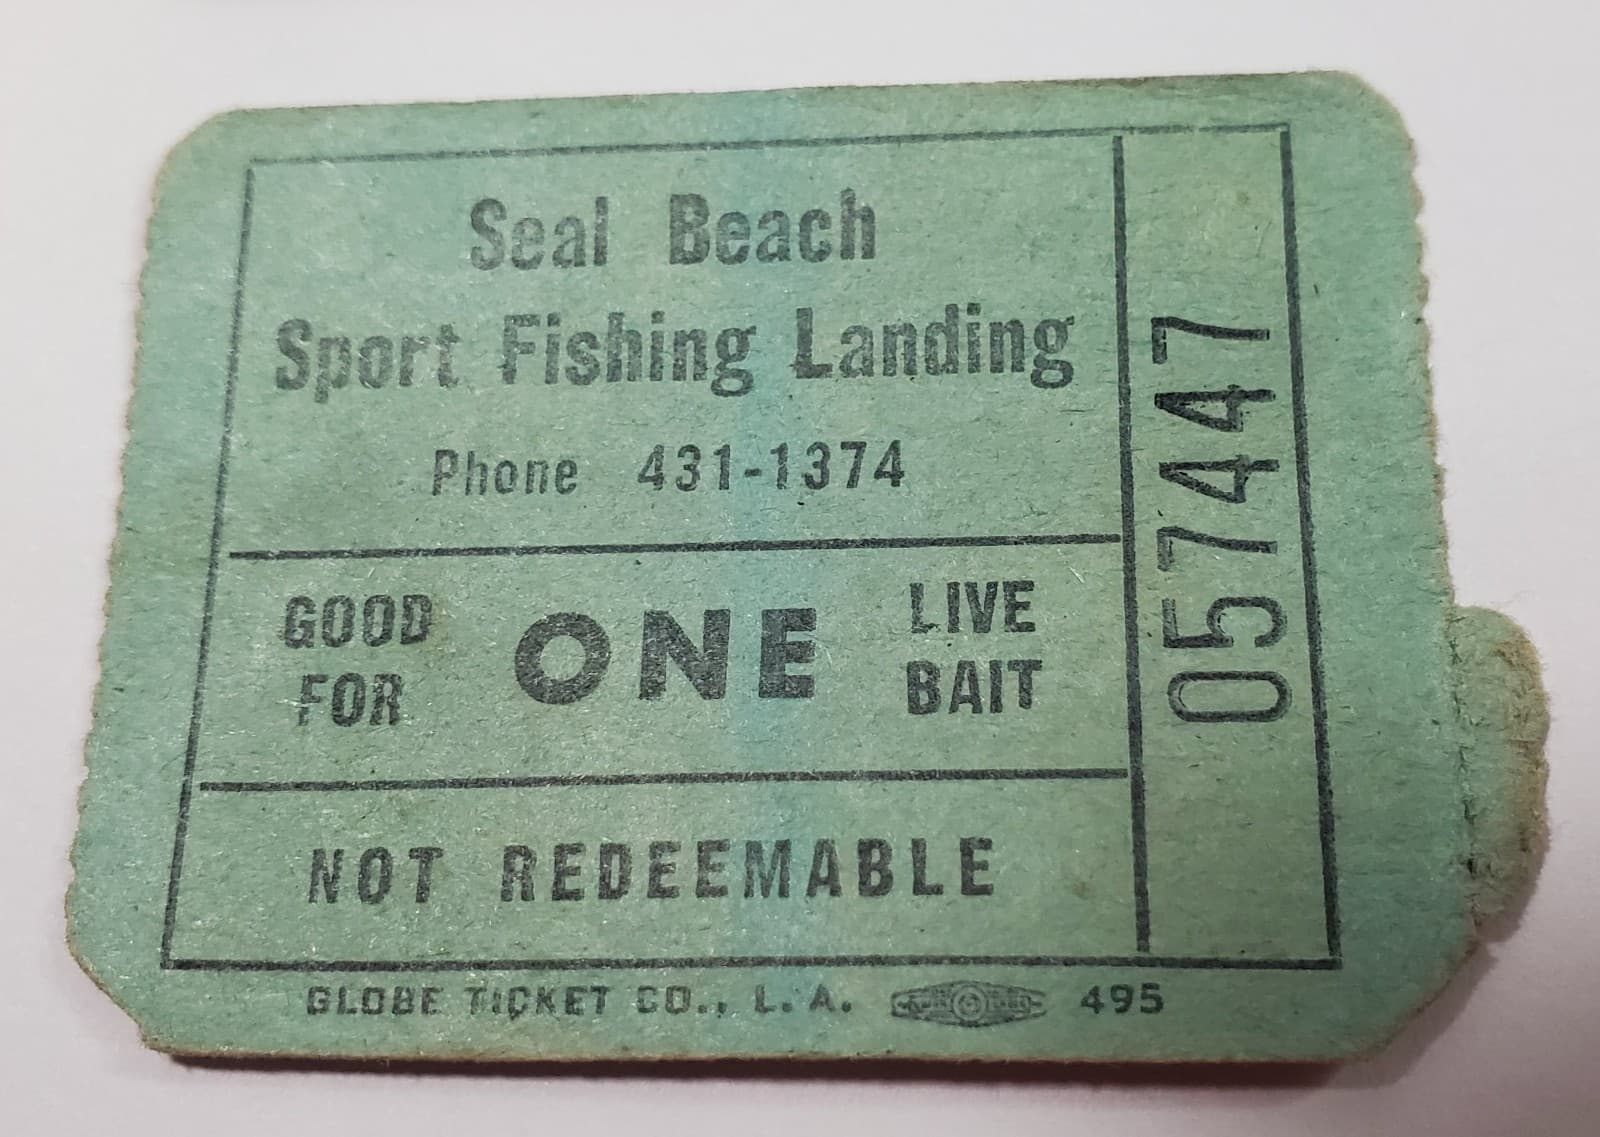 Seal Beach
Sport Fishing Landing
Phone 431-1374
GOOD FOR
ONE
LIVE BAIT
NOT REDEEMABLE
057447
GLOBE TICKET CO., L. A. 495